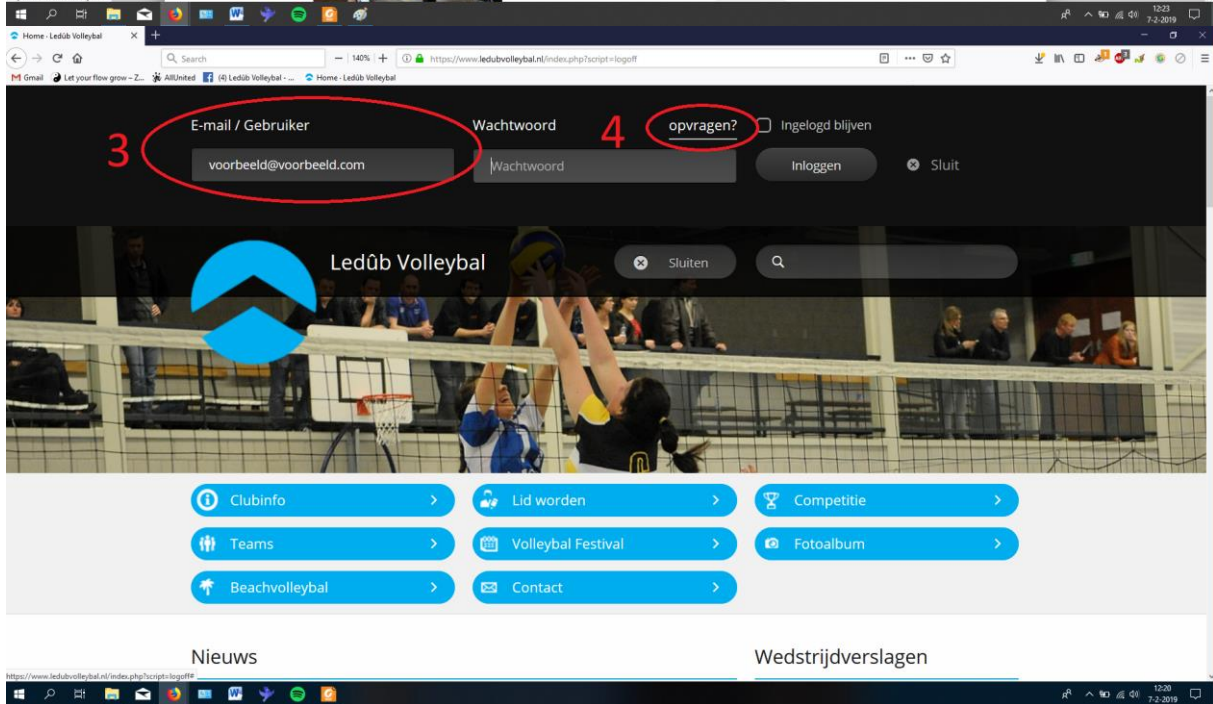 12:23
7-2-2019
Home - Ledûb Volleybal
Search
140%
https://www.ledubvolleybal.nl/index.php?script=logoff
Gmail Let your flow grow – Z... AllUnited (4) Ledûb Volleybal - ... Home - Ledûb Volleybal
E-mail / Gebruiker Wachtwoord 4 opvragen? Ingelogd blijven
3 voorbeeld@voorbeeld.com Wachtwoord Inloggen Sluit
Ledûb Volleybal Sluiten
Clubinfo Lid worden Competitie
Teams Volleybal Festival Fotoalbum
Beachvolleybal Contact
Nieuws Wedstrijdverslagen
https://www.ledubvolleybal.nl/index.php?script=logoff#
12:20
7-2-2019